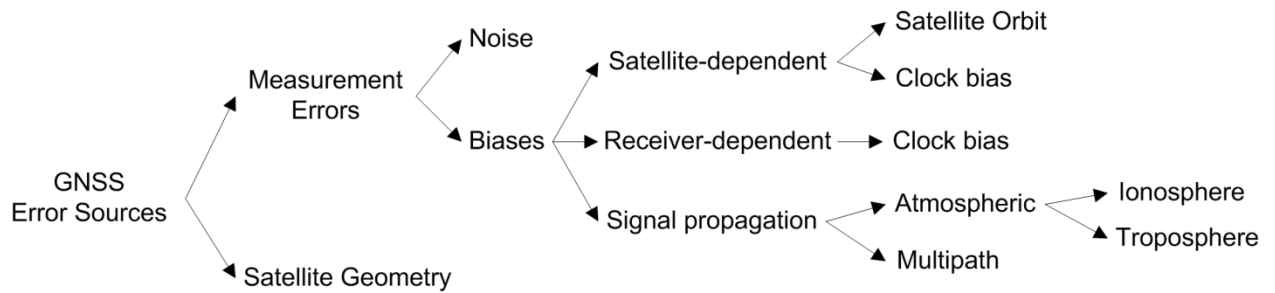 GNSS
Error Sources
Measurement
Errors
Satellite Geometry
Noise
Biases
Satellite-dependent
Receiver-dependent
Signal propagation
Satellite Orbit
Clock bias
Clock bias
Atmospheric
Multipath
Ionosphere
Troposphere